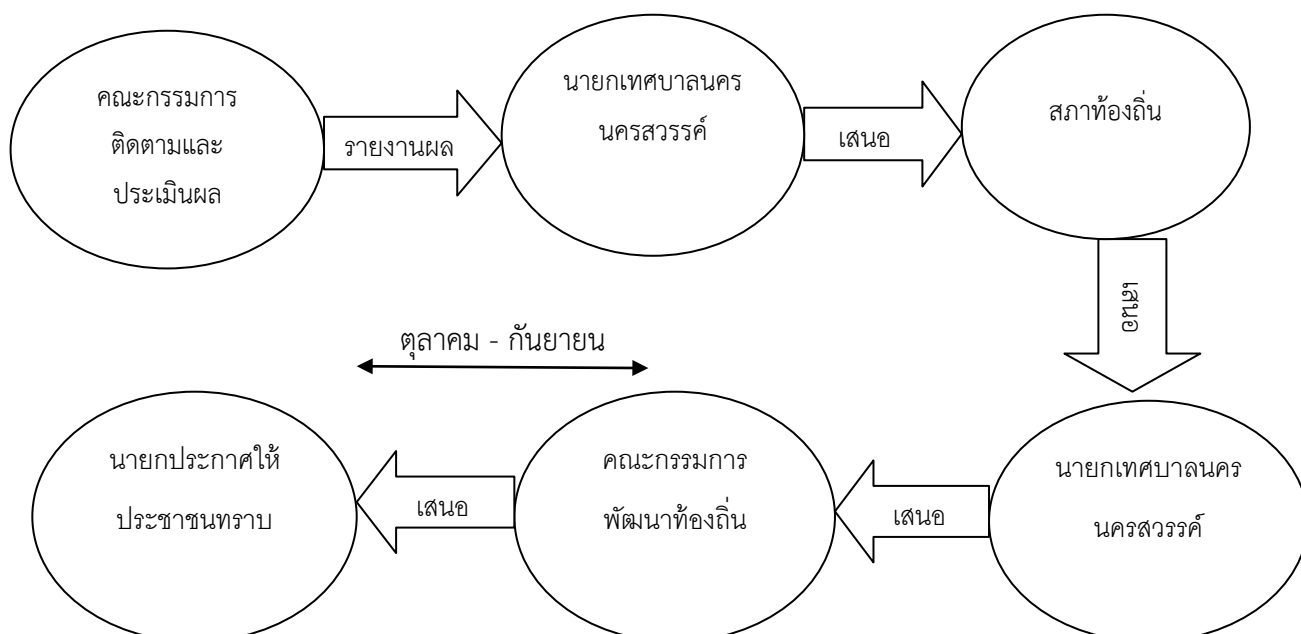 คณะกรรมการ
ติดตามและ
ประเมินผล
รายงานผล
นายกเทศบาลนคร
นครสวรรค์
เสนอ
สภาท้องถิ่น
เสนอ
ตุลาคม - กันยายน
นายกเทศบาลนคร
นครสวรรค์
เสนอ
คณะกรรมการ
พัฒนาท้องถิ่น
เสนอ
นายกประกาศให้
ประชาชนทราบ